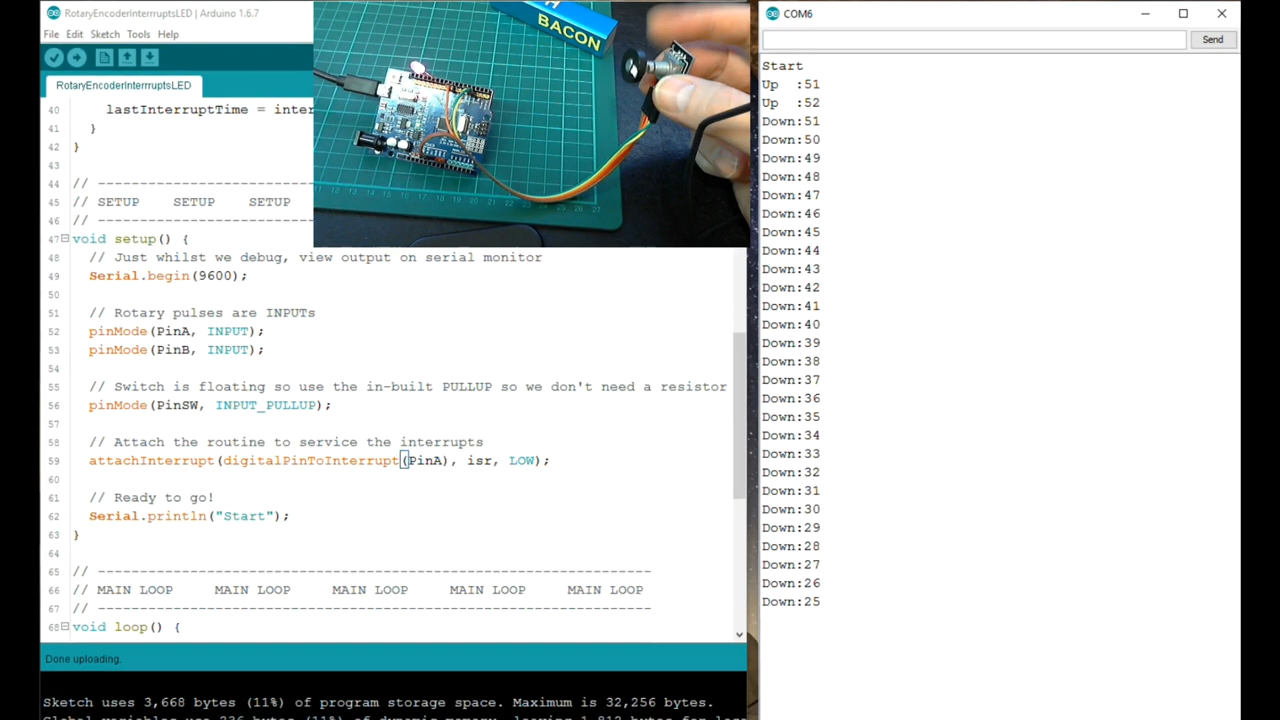 RotaryEncoderInterrruptsLED | Arduino 1.6.7
File Edit Sketch Tools Help
RotaryEncoderInterrruptsLED
40 lastInterruptTime =
41 }
42 }
43
44 // -------------------------
45 // SETUP SETUP SETUP
46 // -------------------------
47 void setup() {
48 // Just whilst we debug, view output on serial monitor
49 Serial.begin(9600);
50
51 // Rotary pulses are INPUTs
52 pinMode(PinA, INPUT);
53 pinMode(PinB, INPUT);
54
55 // Switch is floating so use the in-built PULLUP so we don't need a resistor
56 pinMode(PinSW, INPUT_PULLUP);
57
58 // Attach the routine to service the interrupts
59 attachInterrupt(digitalPinToInterrupt(PinA), isr, LOW);
60
61 // Ready to go!
62 Serial.println("Start");
63 }
64
65 // ------------------------------------------------------------------
66 // MAIN LOOP MAIN LOOP MAIN LOOP MAIN LOOP MAIN LOOP
67 // ------------------------------------------------------------------
68 void loop() {
Done uploading.
Sketch uses 3,668 bytes (11%) of program storage space. Maximum is 32,256 bytes.
BACON
COM6
Send
Start
Up :51
Up :52
Down:51
Down:50
Down:49
Down:48
Down:47
Down:46
Down:45
Down:44
Down:43
Down:42
Down:41
Down:40
Down:39
Down:38
Down:37
Down:36
Down:35
Down:34
Down:33
Down:32
Down:31
Down:30
Down:29
Down:28
Down:27
Down:26
Down:25